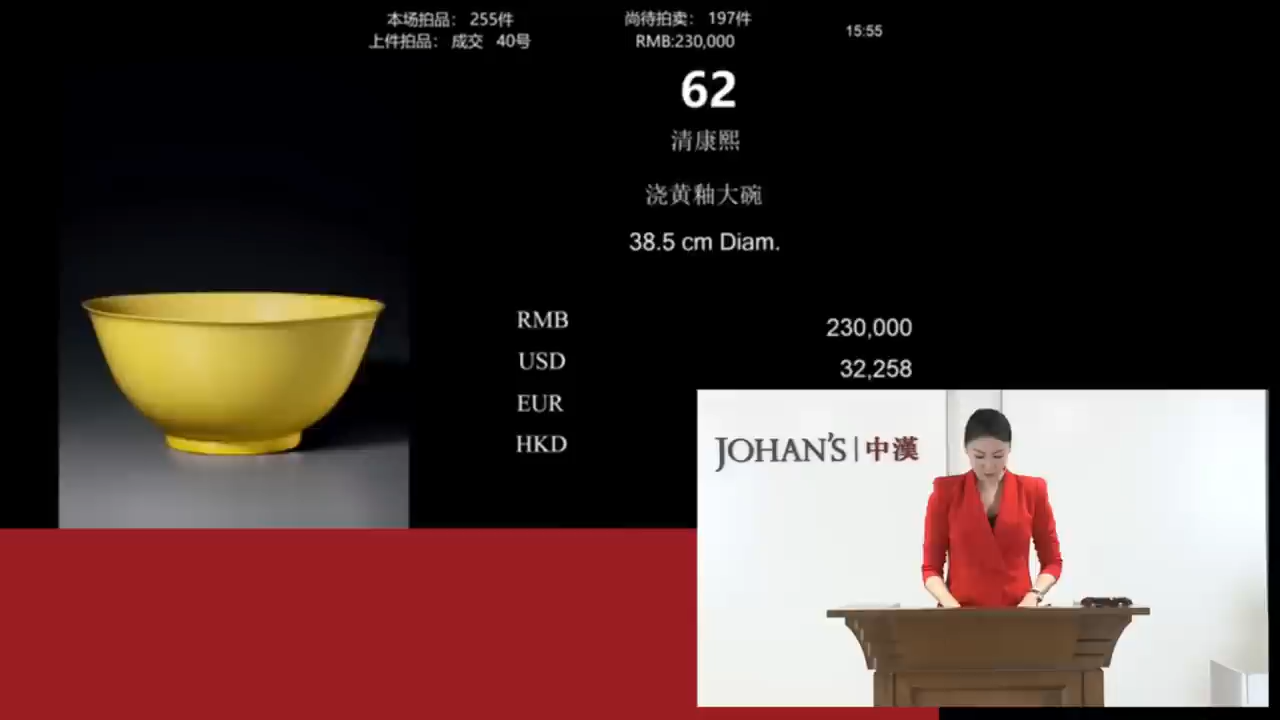 本场拍品： 255件
尚待拍卖： 197件
上件拍品： 成交 40号
RMB:230,000
15:55
62
清康熙
浇黄釉大碗
38.5 cm Diam.
RMB 230,000
USD 32,258
EUR
HKD
JOHAN'S|中漢